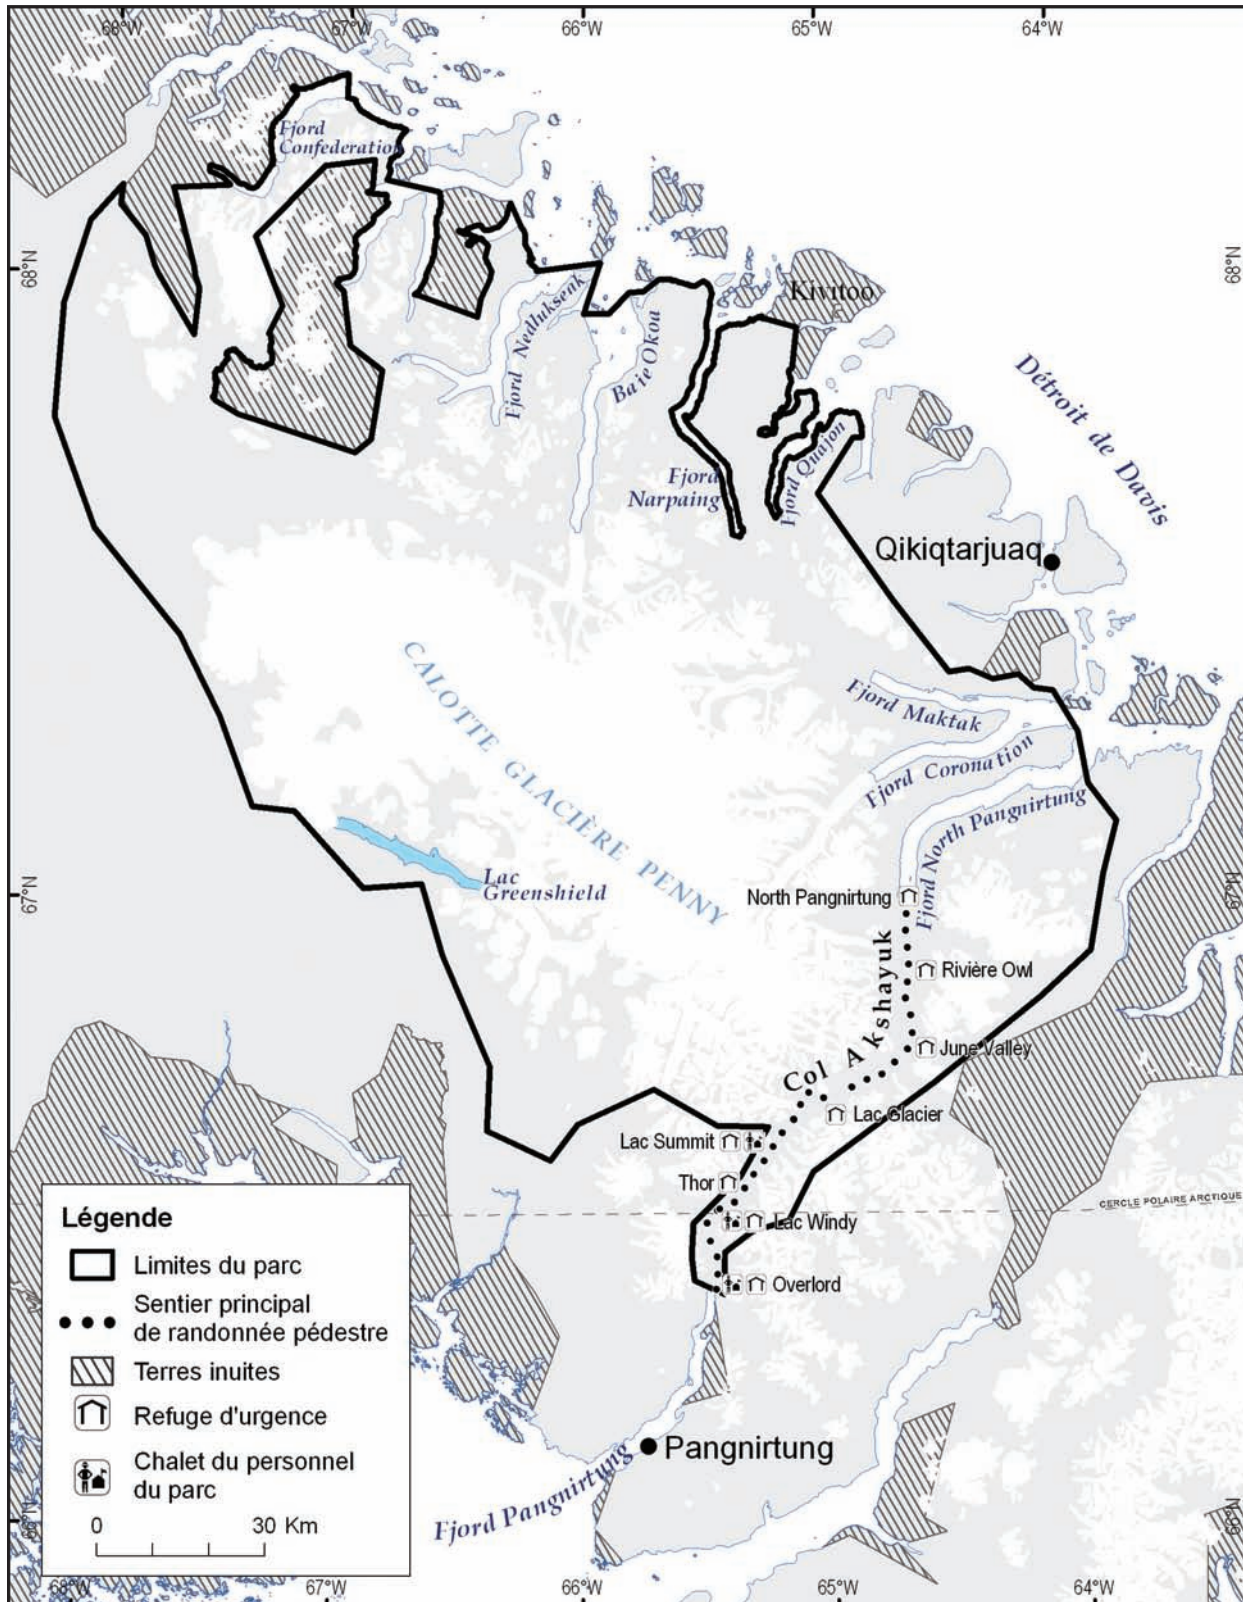 68°W
67°W
66°W
65°W
64°W
Fjord
Confederation
68°N
68°N
Kivitoo
Fjord Nedlukseak
Baie Okoa
Détroit de Davis
Fjord
Narpaing
Fjord Quajon
Qikiqtarjuaq
CALOTTE GLACIÈRE PENNY
Fjord Maktak
Fjord Coronation
Fjord North Pangnirtung
Lac
Greenshield
67°N
67°N
North Pangnirtung
Rivière Owl
Col Akshayuk
June Valley
Lac Glacier
Lac Summit
Thor
CERCLE POLAIRE ARCTIQUE
Lac Windy
Overlord
Légende
Limites du parc
Sentier principal
de randonnée pédestre
Terres inuites
Refuge d'urgence
Chalet du personnel
du parc
0 30 Km
Pangnirtung
Fjord Pangnirtung
66°N
66°N
68°W
67°W
66°W
65°W
64°W